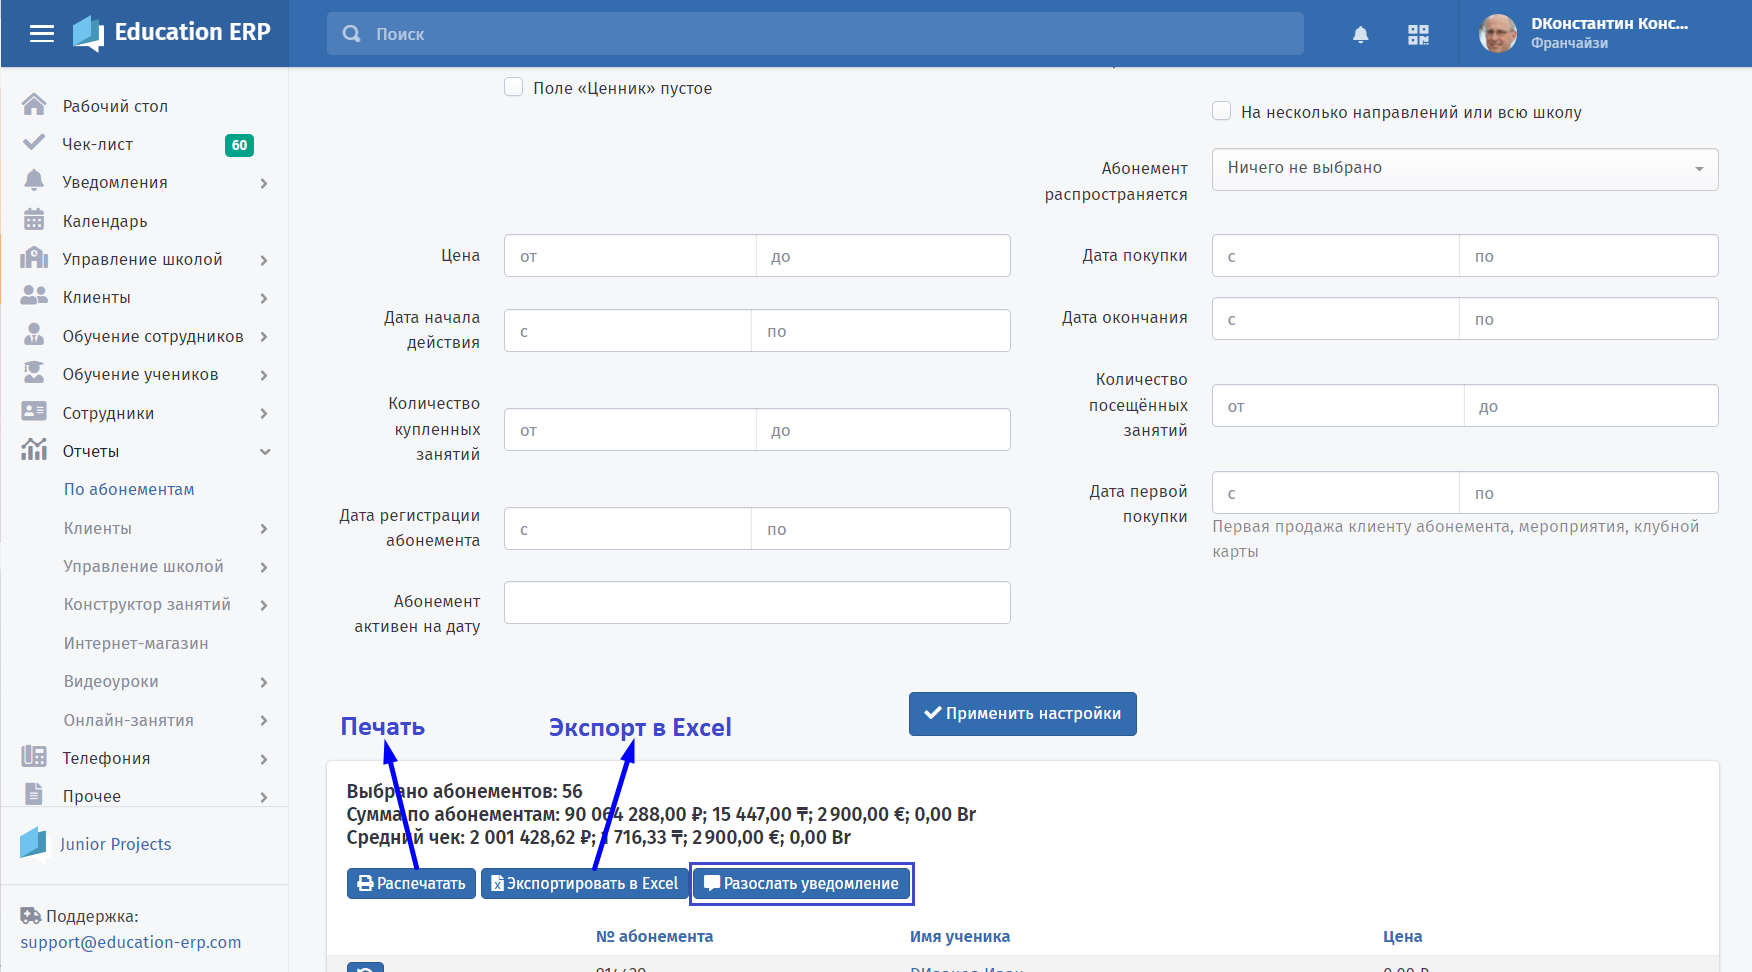 Education ERP
Поиск
DКонстантин Конс...
Франчайзи
Рабочий стол
Чек-лист
60
Уведомления
Календарь
Управление школой
Клиенты
Обучение сотрудников
Обучение учеников
Сотрудники
Отчеты
По абонементам
Клиенты
Управление школой
Конструктор занятий
Интернет-магазин
Видеоуроки
Онлайн-занятия
Телефония
Прочее
Junior Projects
Поддержка:
support@education-erp.com
Поле «Ценник» пустое
На несколько направлений или всю школу
Абонемент
распространяется
Ничего не выбрано
Цена
от
до
Дата покупки
с
по
Дата начала
действия
с
по
Дата окончания
с
по
Количество
купленных
занятий
от
до
Количество
посещённых
занятий
от
до
Дата регистрации
абонемента
с
по
Дата первой
покупки
с
по
Первая продажа клиенту абонемента, мероприятия, клубной
карты
Абонемент
активен на дату
Применить настройки
Печать
Экспорт в Excel
Выбрано абонементов: 56
Сумма по абонементам: 90 064 288,00 ₽; 15 447,00 ₸; 2 900,00 €; 0,00 Br
Средний чек: 2 001 428,62 ₽; 1 716,33 ₸; 2 900,00 €; 0,00 Br
Распечатать
Экспортировать в Excel
Разослать уведомление
№ абонемента
Имя ученика
Цена